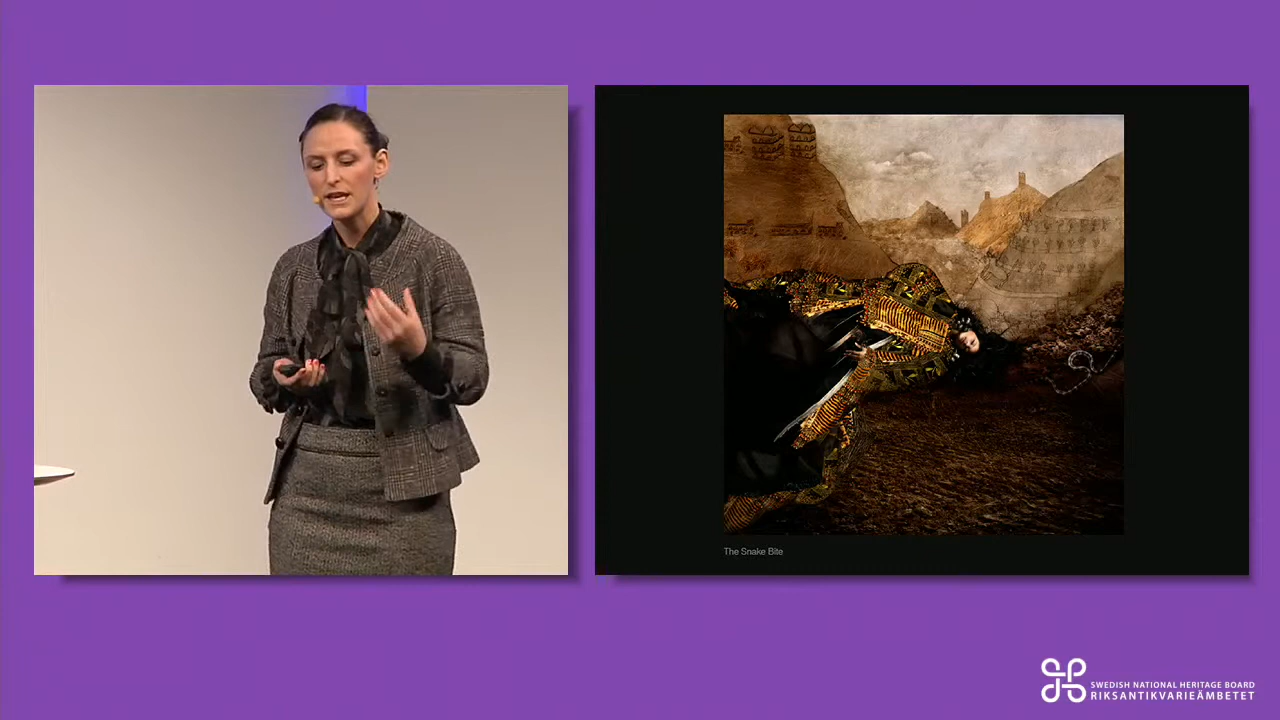 The Snake Bite
SWEDISH NATIONAL HERITAGE BOARD
RIKSANTIKVARIEÄMBETET